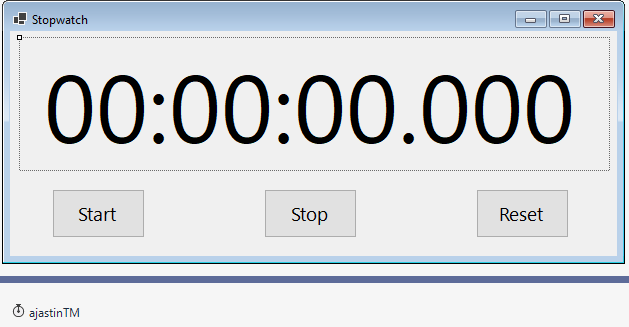 Stopwatch
00:00:00.000
Start Stop Reset
ajastinTM